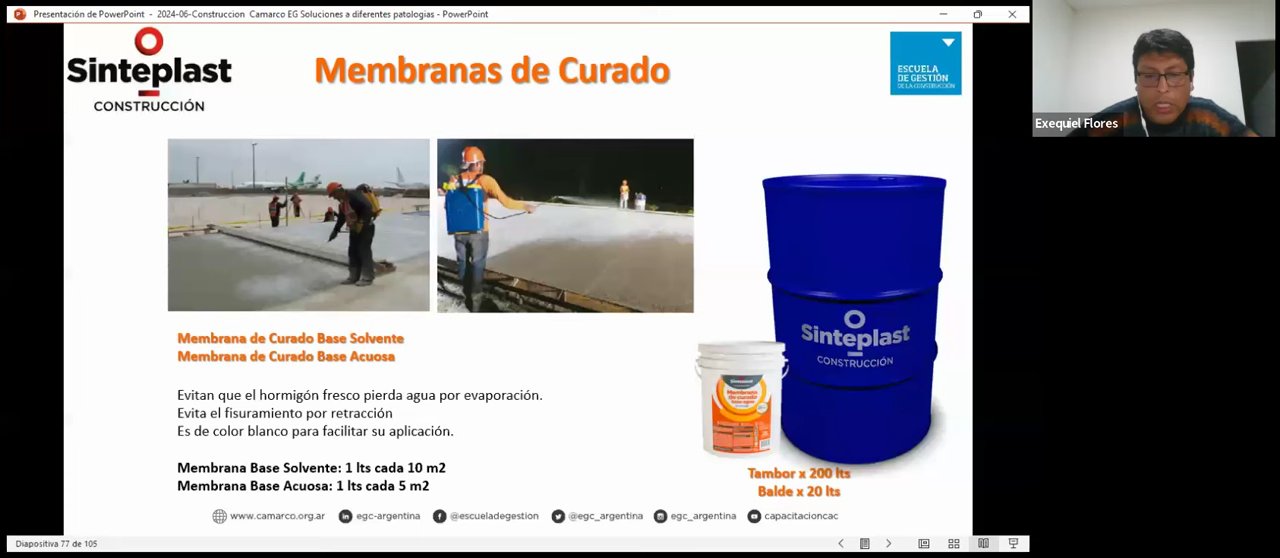 Presentación de PowerPoint - 2024-06-Construccion Camarco EG Soluciones a diferentes patologias - PowerPoint
Sinteplast
CONSTRUCCIÓN
Membranas de Curado
ESCUELA
DE GESTIÓN
DE LA CONSTRUCCIÓN
Exequiel Flores
Sinteplast
CONSTRUCCIÓN
Sinteplast
Membrana
de curado
Membrana de Curado Base Solvente
Membrana de Curado Base Acuosa
Evitan que el hormigón fresco pierda agua por evaporación.
Evita el fisuramiento por retracción
Es de color blanco para facilitar su aplicación.
Membrana Base Solvente: 1 lts cada 10 m2
Membrana Base Acuosa: 1 lts cada 5 m2
Tambor x 200 lts
Balde x 20 lts
www.camarco.org.ar
egc-argentina
@escueladegestion
@egc_argentina
egc_argentina
capacitacioncac
Diapositiva 77 de 105